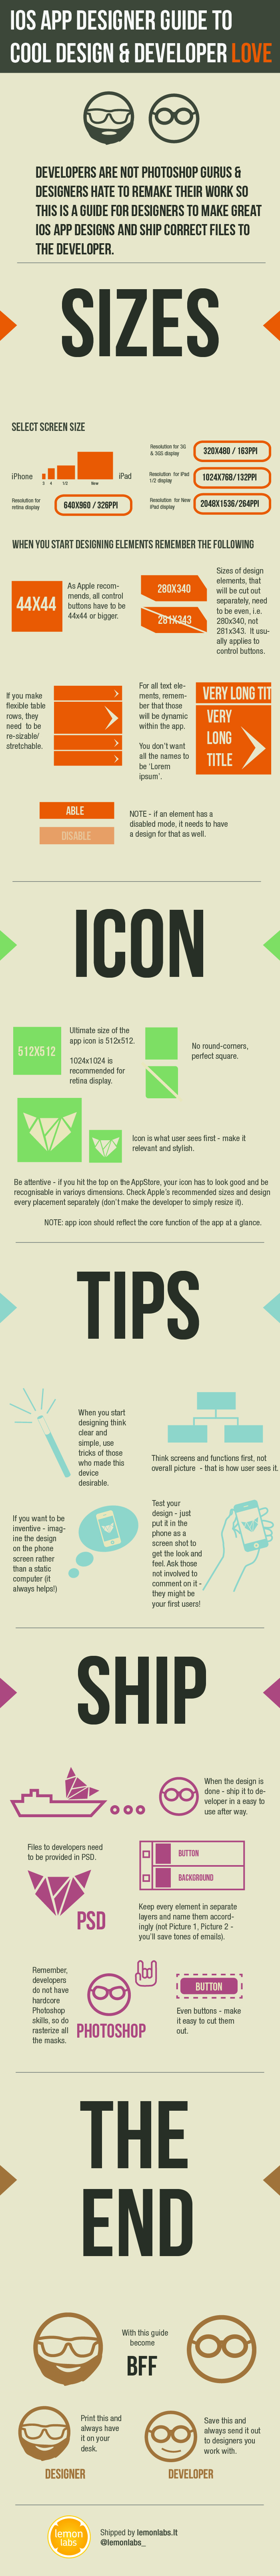 IOS APP DESIGNER GUIDE TO
COOL DESIGN & DEVELOPER LOVE
DEVELOPERS ARE NOT PHOTOSHOP GURUS &
DESIGNERS HATE TO REMAKE THEIR WORK SO
THIS IS A GUIDE FOR DESIGNERS TO MAKE GREAT
IOS APP DESIGNS AND SHIP CORRECT FILES TO
THE DEVELOPER.
SIZES
SELECT SCREEN SIZE
iPhone
3 4 1/2 New
iPad
Resolution for
retina display
640X960 / 326PPI
Resolution for 3G
& 3GS display
320X480 / 163PPI
Resolution for iPad
1/2 display
1024X768/132PPI
Resolution for New
iPad display
2048X1536/264PPI
WHEN YOU START DESIGNING ELEMENTS REMEMBER THE FOLLOWING
44X44
As Apple recom-
mends, all control
buttons have to be
44x44 or bigger.
280X340
281X343
Sizes of design
elements, that
will be cut out
separately, need
to be even, i.e.
280x340, not
281x343. It usu-
ally applies to
control buttons.
If you make
flexible table
rows, they
need to be
re-sizable/
stretchable.
For all text ele-
ments, remem-
ber that those
will be dynamic
within the app.
You don't want
all the names to
be 'Lorem
ipsum'.
VERY LONG TIT
VERY
LONG
TITLE
ABLE
DISABLE
NOTE - if an element has a
disabled mode, it needs to have
a design for that as well.
ICON
512X512
Ultimate size of the
app icon is 512x512.
1024x1024 is
recommended for
retina display.
No round-corners,
perfect square.
Icon is what user sees first - make it
relevant and stylish.
Be attentive - if you hit the top on the AppStore, your icon has to look good and be
recognisable in various dimensions. Check Apple's recommended sizes and design
every placement separately (don't make the developer to simply resize it).
NOTE: app icon should reflect the core function of the app at a glance.
TIPS
When you start
designing think
clear and
simple, use
tricks of those
who made this
device
desirable.
Think screens and functions first, not
overall picture - that is how user sees it.
If you want to be
inventive - imag-
ine the design
on the phone
screen rather
than a static
computer (it
always helps!)
Test your
design - just
put it in the
phone as a
screen shot to
get the look and
feel. Ask those
not involved to
comment on it -
they might be
your first users!
SHIP
When the design is
done - ship it to de-
veloper in a easy to
use after way.
Files to developers need
to be provided in PSD.
PSD
BUTTON
BACKGROUND
Keep every element in separate
layers and name them accord-
ingly (not Picture 1, Picture 2 -
you'll save tones of emails).
Remember,
developers
do not have
hardcore
Photoshop
skills, so do
rasterize all
the masks.
PHOTOSHOP
BUTTON
Even buttons - make
it easy to cut them
out.
THE
END
With this guide
become
BFF
Print this and
always have
it on your
desk.
DESIGNER
Save this and
always send it out
to designers you
work with.
DEVELOPER
lemon
labs
Shipped by lemonlabs.lt
@lemonlabs_